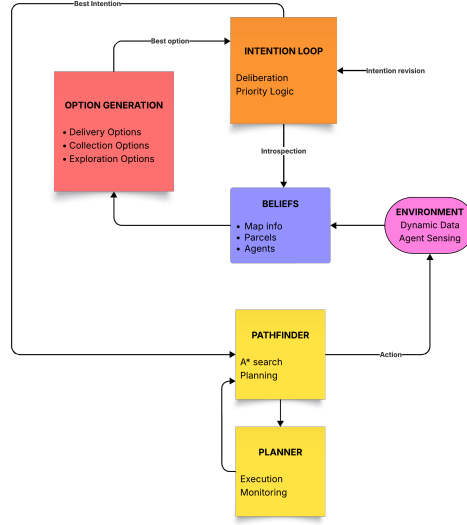 Best Intention
Best option
INTENTION LOOP
Deliberation
Priority Logic
Intention revision
OPTION GENERATION
• Delivery Options
• Collection Options
• Exploration Options
Introspection
BELIEFS
• Map info
• Parcels
• Agents
ENVIRONMENT
Dynamic Data
Agent Sensing
PATHFINDER
A* search
Planning
Action
PLANNER
Execution
Monitoring